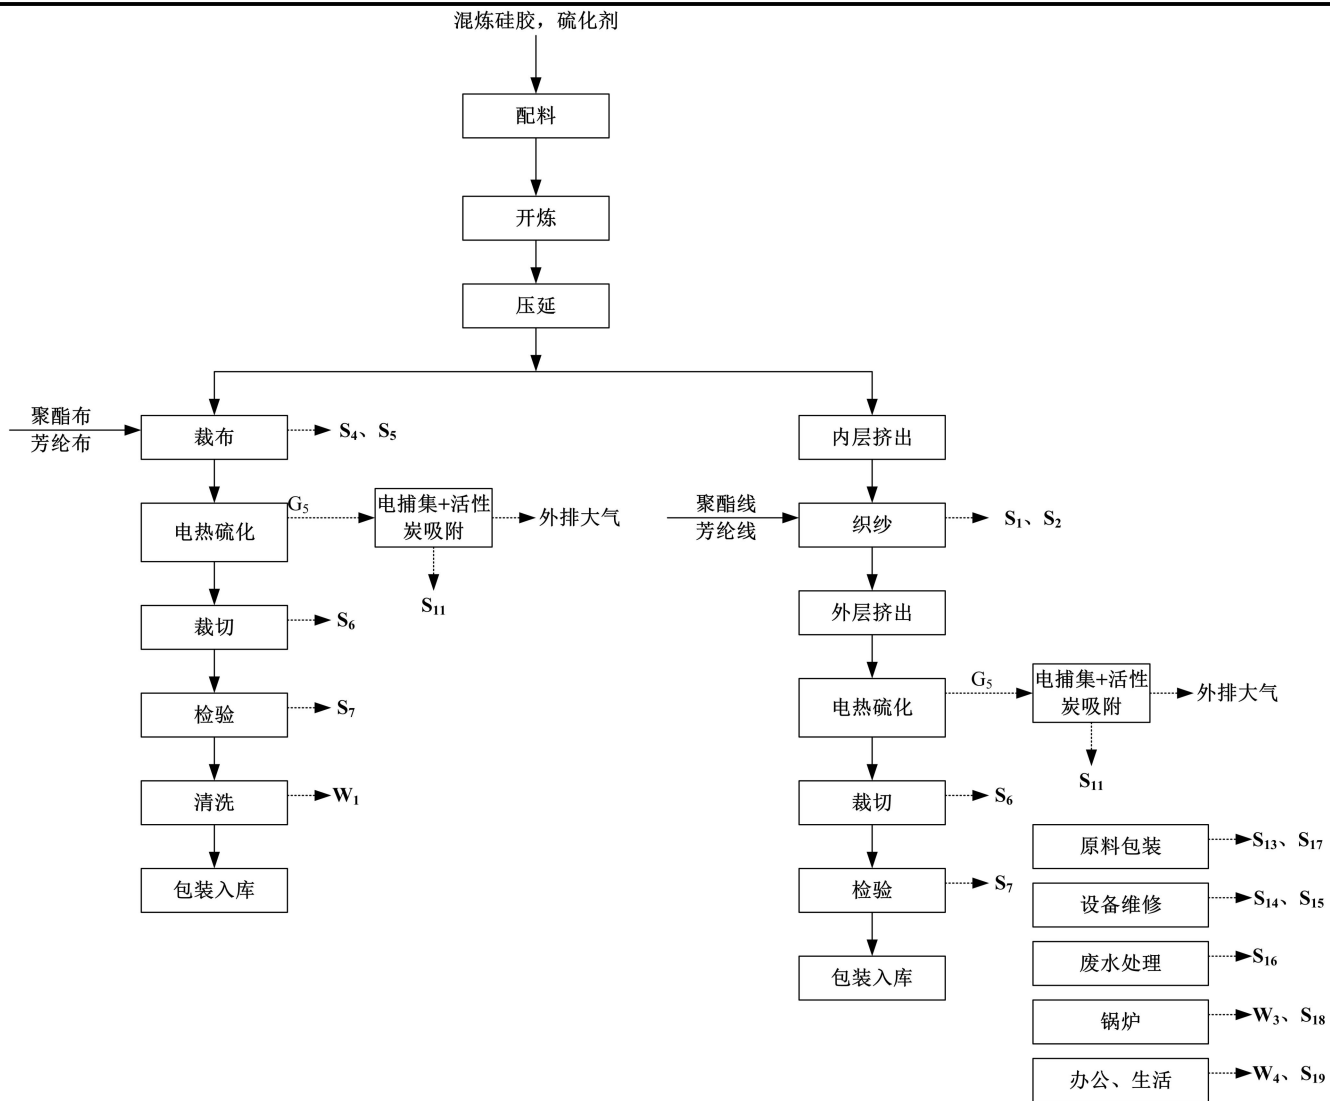 混炼硅胶，硫化剂
配料
开炼
压延
聚酯布
芳纶布
裁布
S₄、S₅
电热硫化
G₅
电捕集+活性
炭吸附
外排大气
S₁₁
裁切
S₆
检验
S₇
清洗
W₁
包装入库
内层挤出
聚酯线
芳纶线
织纱
S₁、S₂
外层挤出
电热硫化
G₅
电捕集+活性
炭吸附
外排大气
S₁₁
裁切
S₆
检验
S₇
包装入库
原料包装
S₁₃、S₁₇
设备维修
S₁₄、S₁₅
废水处理
S₁₆
锅炉
W₃、S₁₈
办公、生活
W₄、S₁₉